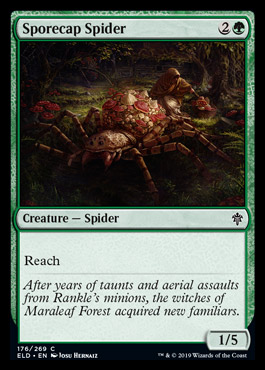 Sporecap Spider 2
Creature — Spider
Reach
After years of taunts and aerial assaults
from Rankle's minions, the witches of
Maraleaf Forest acquired new familiars.
1/5
176/269 C
ELD • EN Josu Hernaiz
™ & © 2019 Wizards of the Coast